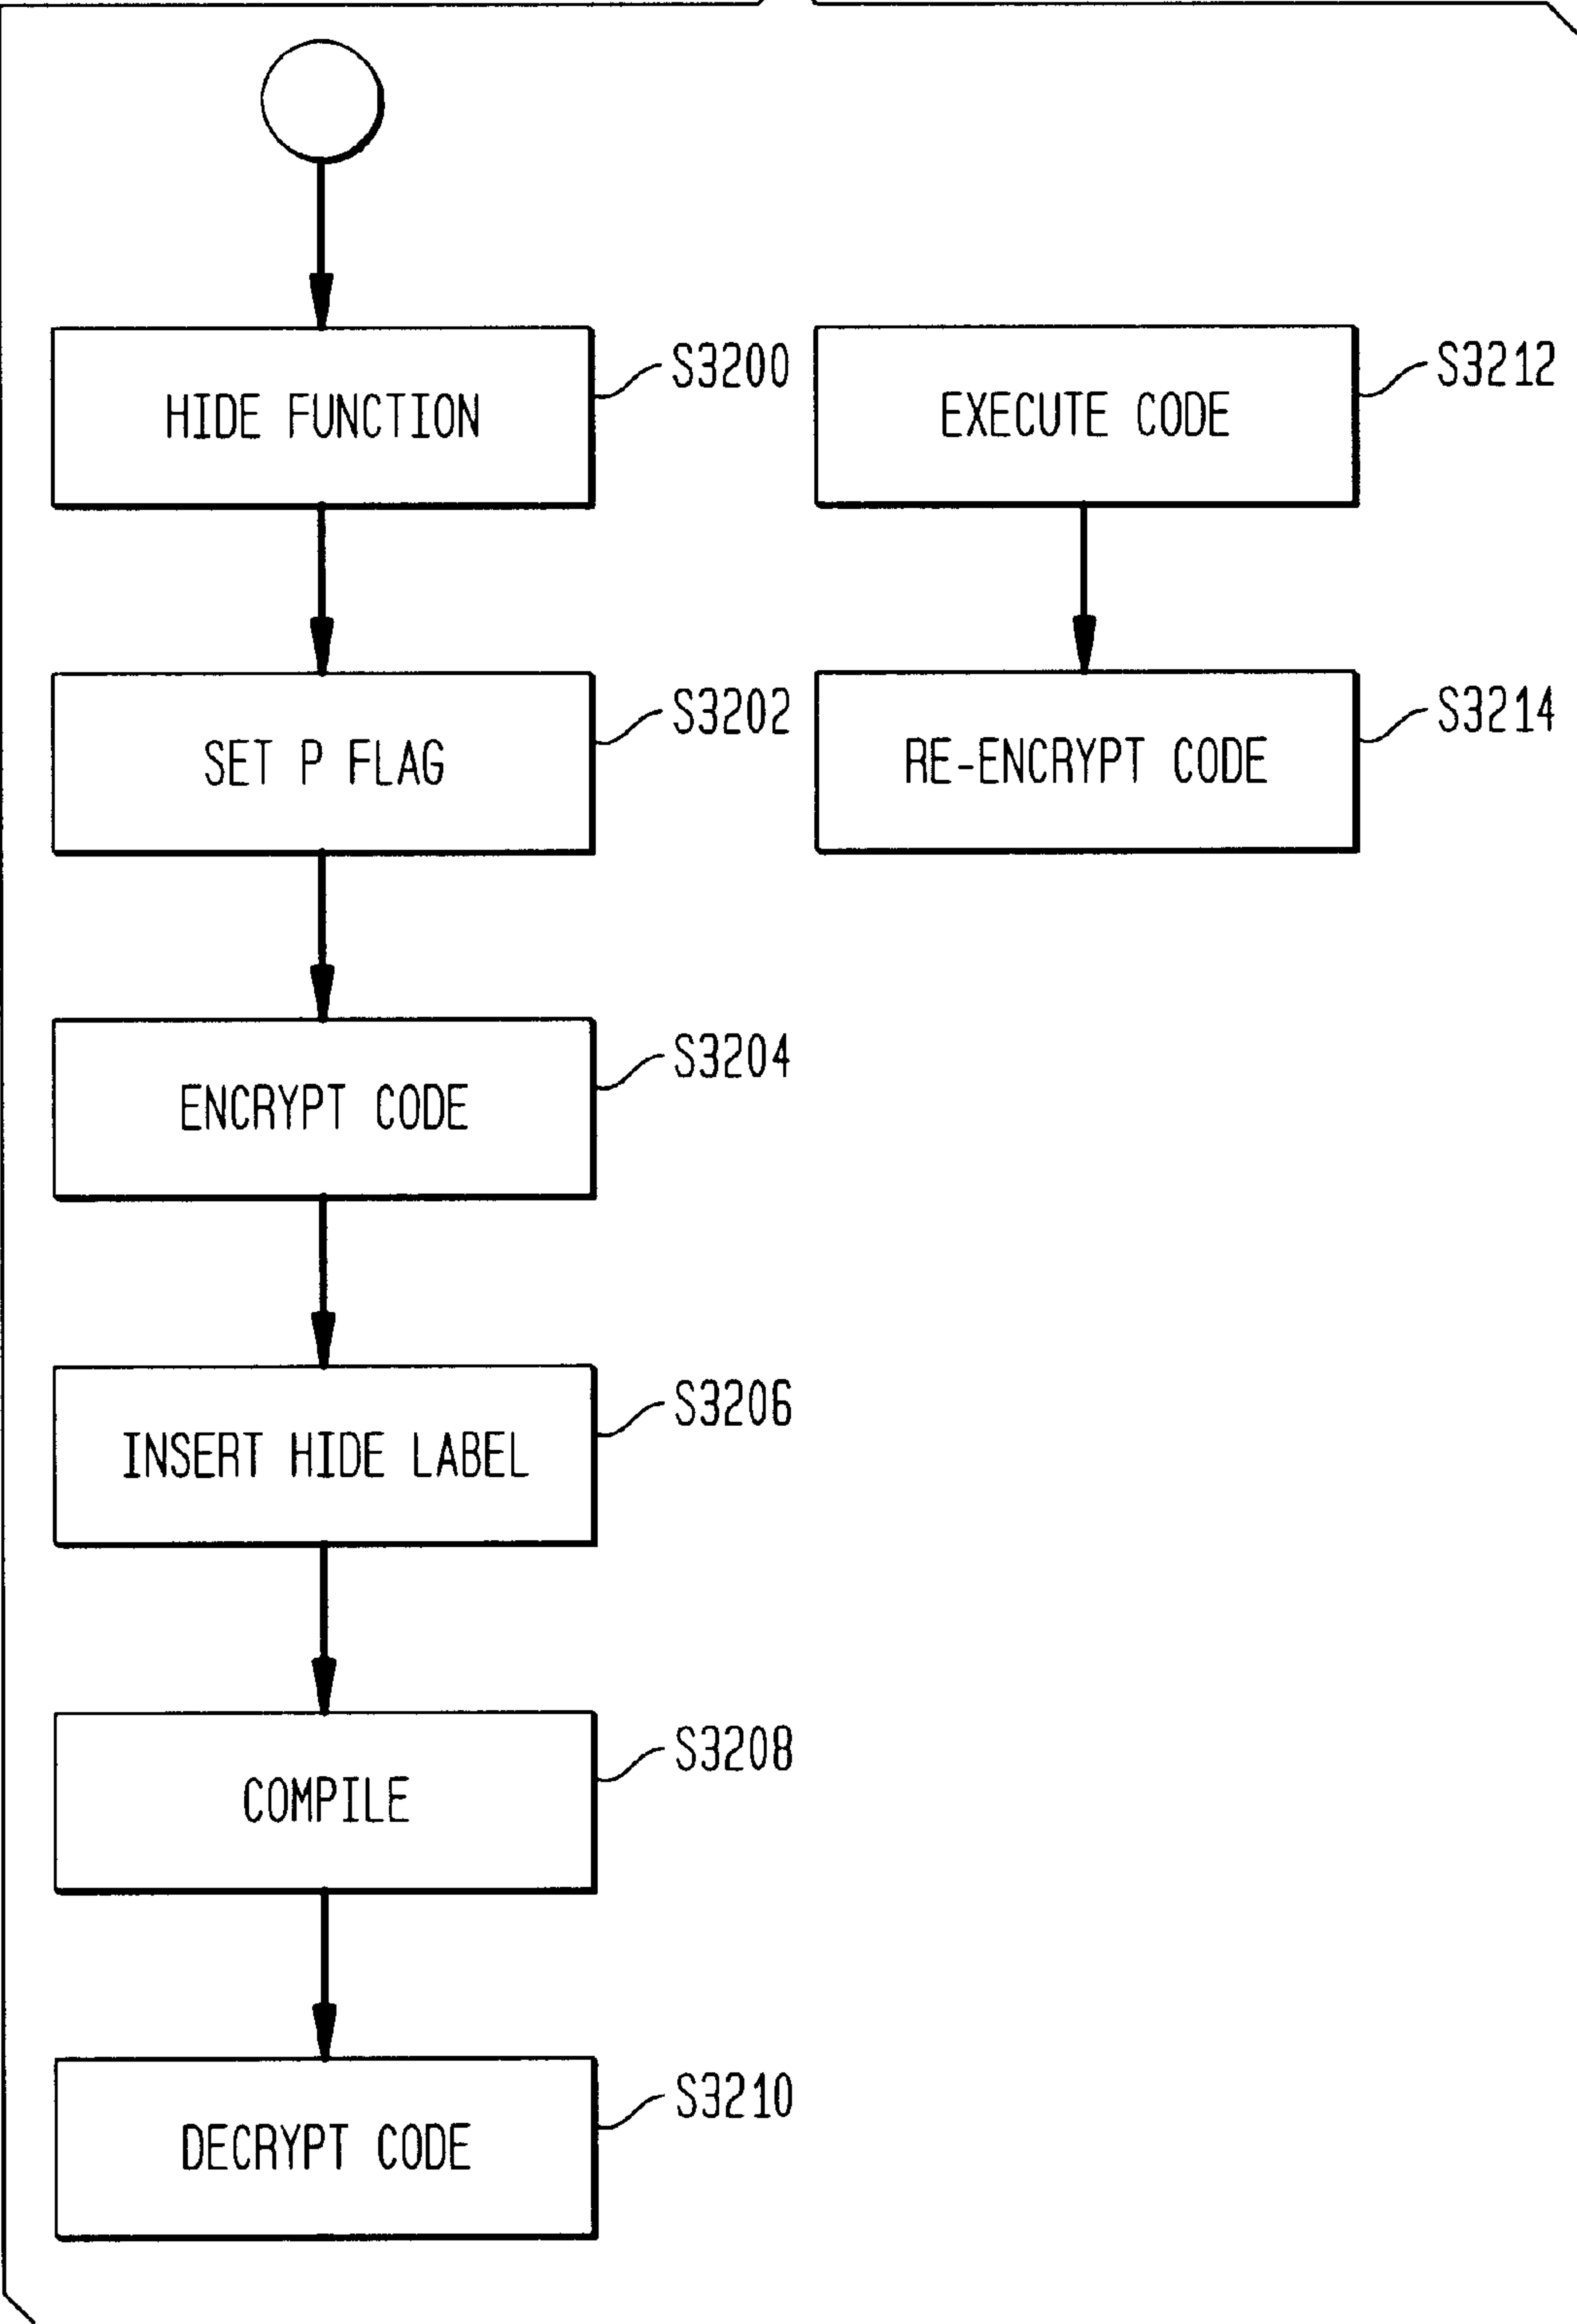 HIDE FUNCTION
S3200
SET P FLAG
S3202
ENCRYPT CODE
S3204
INSERT HIDE LABEL
S3206
COMPILE
S3208
DECRYPT CODE
S3210
EXECUTE CODE
S3212
RE-ENCRYPT CODE
S3214